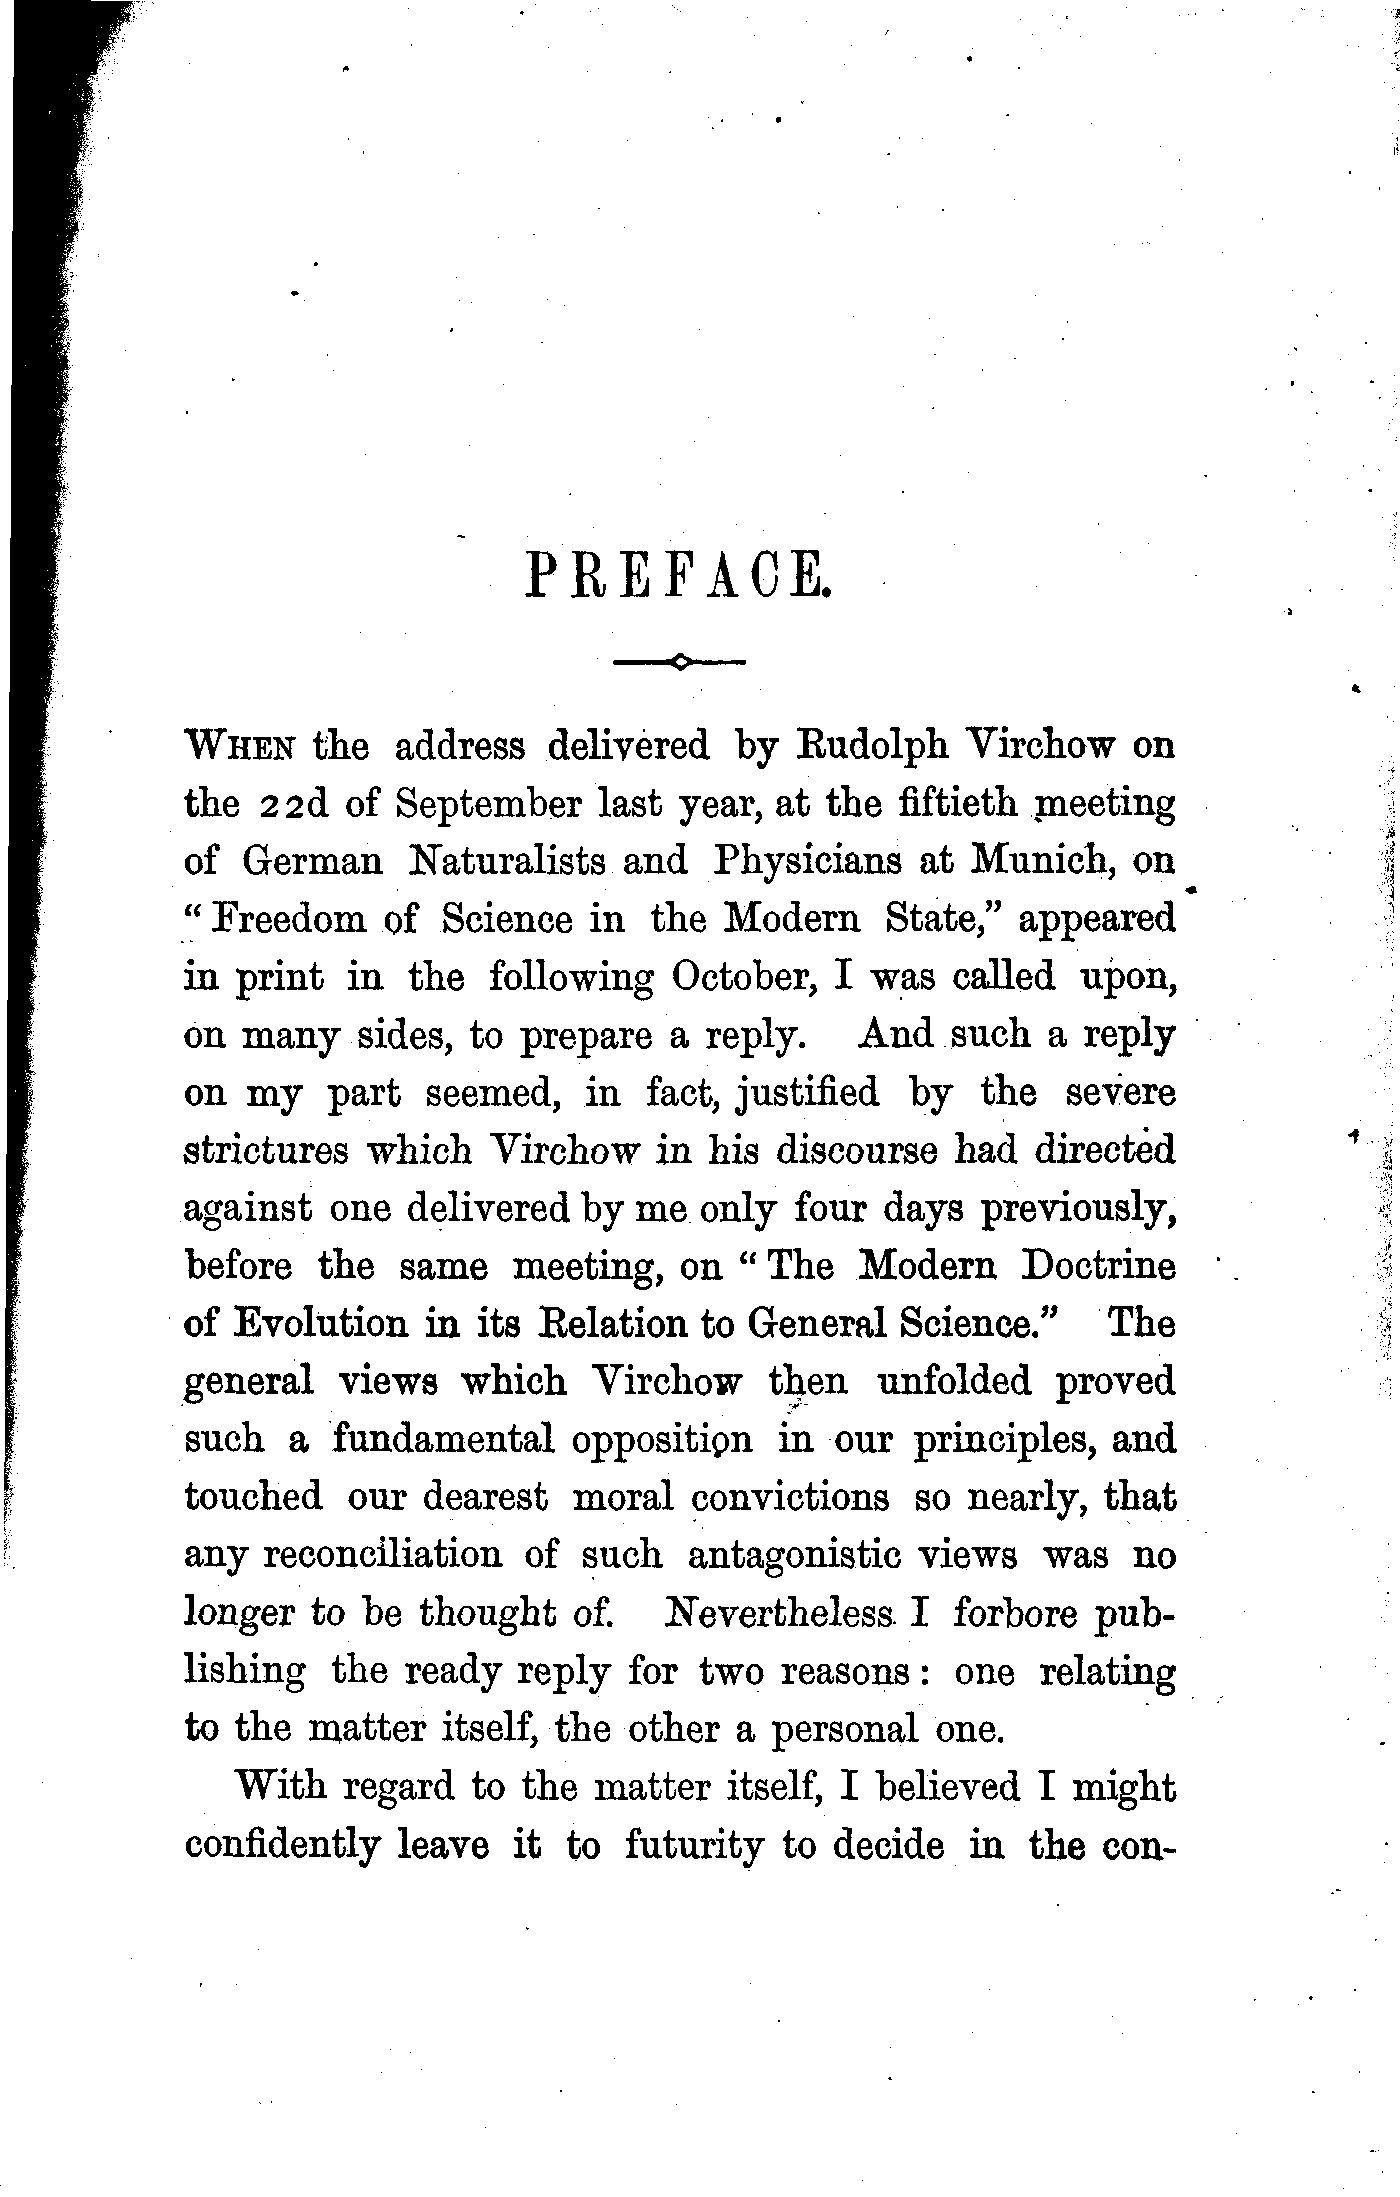 PREFACE.
WHEN the address delivered by Rudolph Virchow on
the 22d of September last year, at the fiftieth meeting
of German Naturalists and Physicians at Munich, on
“Freedom of Science in the Modern State,” appeared
in print in the following October, I was called upon,
on many sides, to prepare a reply. And such a reply
on my part seemed, in fact, justified by the severe
strictures which Virchow in his discourse had directed
against one delivered by me only four days previously,
before the same meeting, on “The Modern Doctrine
of Evolution in its Relation to General Science.” The
general views which Virchow then unfolded proved
such a fundamental opposition in our principles, and
touched our dearest moral convictions so nearly, that
any reconciliation of such antagonistic views was no
longer to be thought of. Nevertheless I forbore pub-
lishing the ready reply for two reasons: one relating
to the matter itself, the other a personal one.
With regard to the matter itself, I believed I might
confidently leave it to futurity to decide in the con-